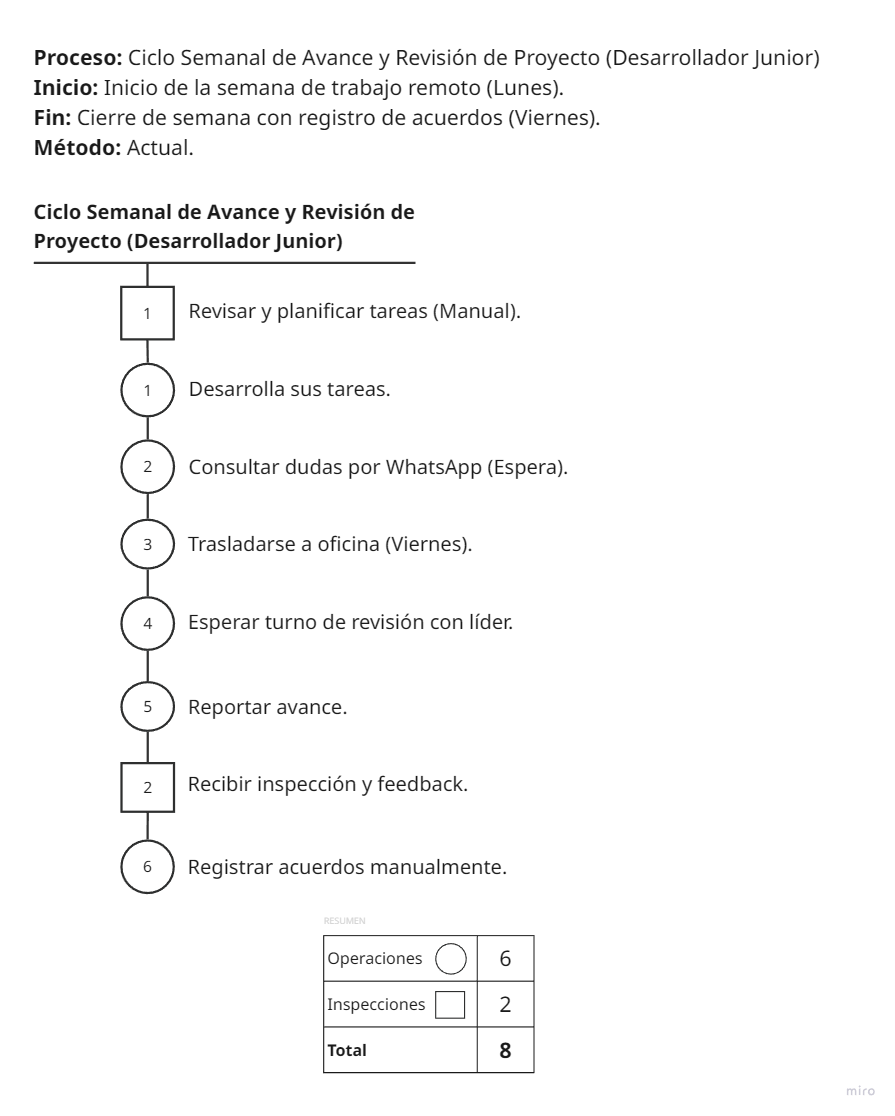 Proceso: Ciclo Semanal de Avance y Revisión de Proyecto (Desarrollador Junior)
Inicio: Inicio de la semana de trabajo remoto (Lunes).
Fin: Cierre de semana con registro de acuerdos (Viernes).
Método: Actual.
Ciclo Semanal de Avance y Revisión de
Proyecto (Desarrollador Junior)
1 Revisar y planificar tareas (Manual).
1 Desarrolla sus tareas.
2 Consultar dudas por WhatsApp (Espera).
3 Trasladarse a oficina (Viernes).
4 Esperar turno de revisión con líder.
5 Reportar avance.
2 Recibir inspección y feedback.
6 Registrar acuerdos manualmente.
RESUMEN
Operaciones 6
Inspecciones 2
Total 8
miro